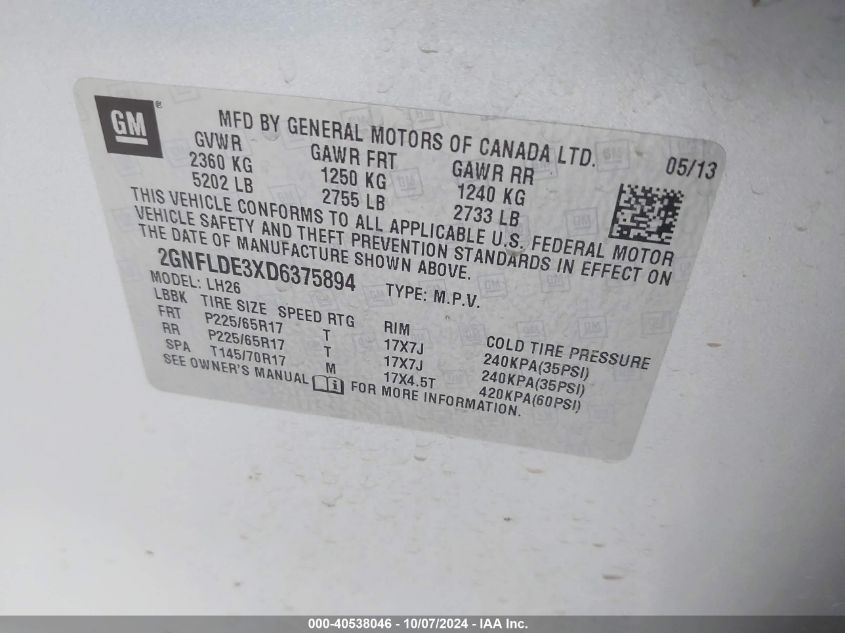 GM®
MFD BY GENERAL MOTORS OF CANADA LTD. 05/13
GVWR GAWR FRT GAWR RR
2360 KG 1250 KG 1240 KG
5202 LB 2755 LB 2733 LB
THIS VEHICLE CONFORMS TO ALL APPLICABLE U.S. FEDERAL MOTOR
VEHICLE SAFETY AND THEFT PREVENTION STANDARDS IN EFFECT ON
THE DATE OF MANUFACTURE SHOWN ABOVE.
2GNFLDE3XD6375894 TYPE: M.P.V.
MODEL: LH26
LBBK TIRE SIZE SPEED RTG RIM COLD TIRE PRESSURE
FRT P225/65R17 T 17X7J 240KPA(35PSI)
RR P225/65R17 T 17X7J 240KPA(35PSI)
SPA T145/70R17 M 17X4.5T 420KPA(60PSI)
SEE OWNER'S MANUAL FOR MORE INFORMATION.
000-40538046 - 10/07/2024 - IAA Inc.